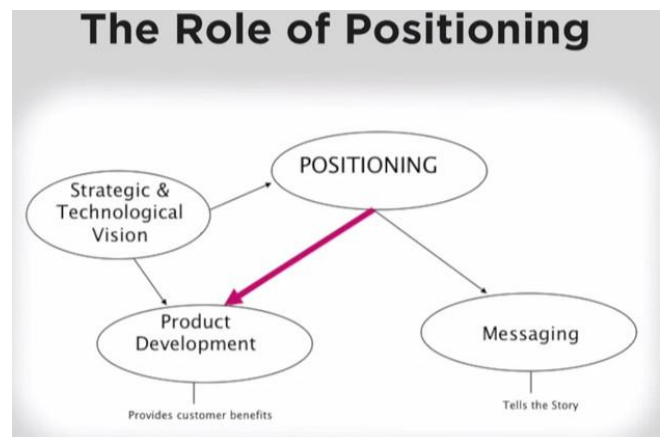 The Role of Positioning
POSITIONING
Strategic &
Technological
Vision
Product
Development
Messaging
Provides customer benefits
Tells the Story